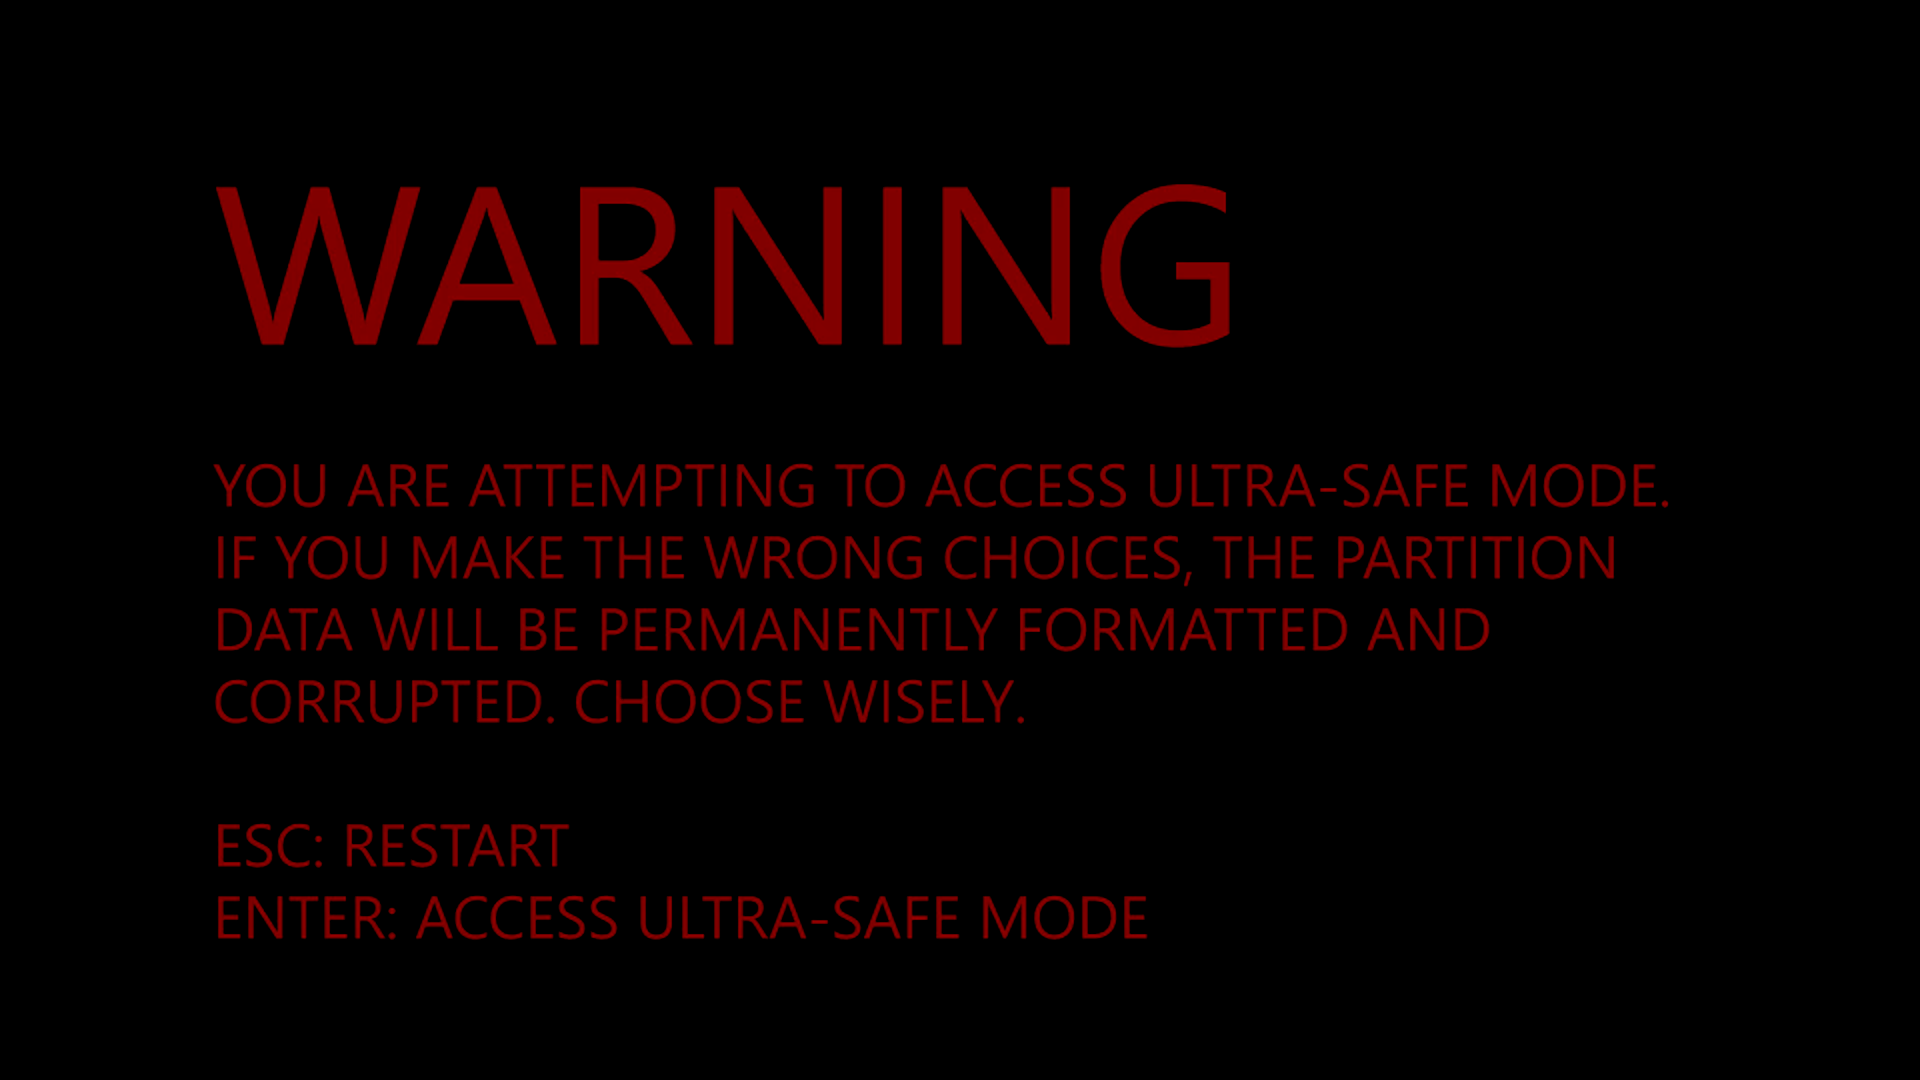 WARNING
YOU ARE ATTEMPTING TO ACCESS ULTRA-SAFE MODE.
IF YOU MAKE THE WRONG CHOICES, THE PARTITION
DATA WILL BE PERMANENTLY FORMATTED AND
CORRUPTED. CHOOSE WISELY.
ESC: RESTART
ENTER: ACCESS ULTRA-SAFE MODE